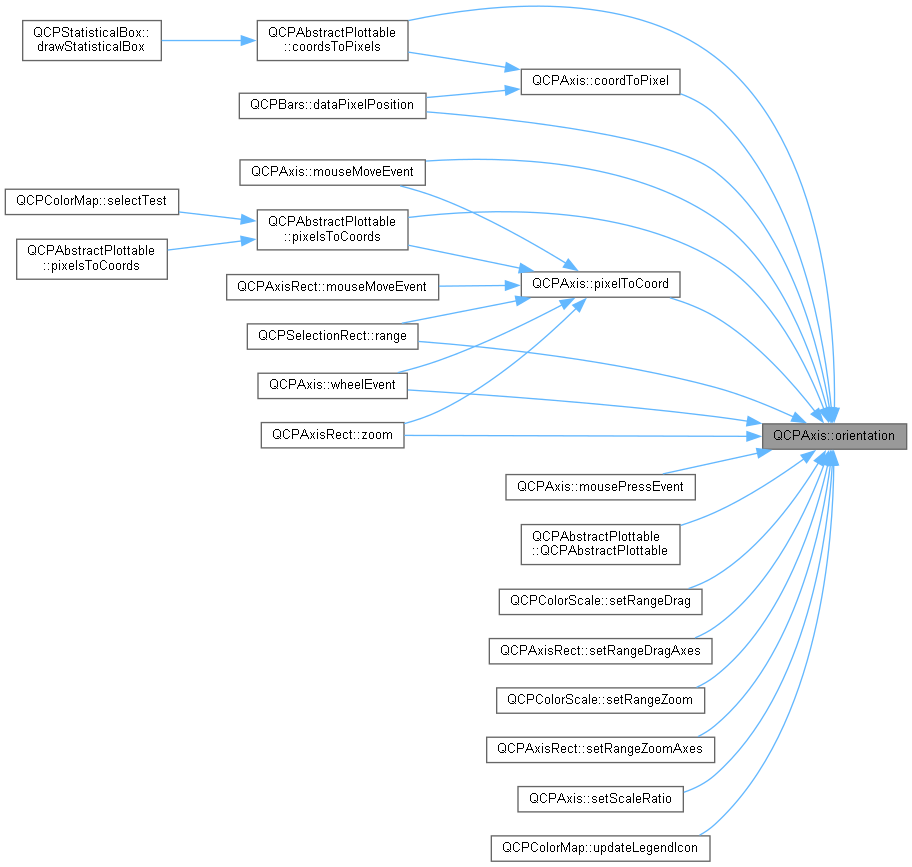 QCPStatisticalBox::
drawStatisticalBox
QCPAbstractPlottable
::coordsToPixels
QCPAxis::coordToPixel
QCPBars::dataPixelPosition
QCPAxis::mouseMoveEvent
QCPColorMap::selectTest
QCPAbstractPlottable
::pixelsToCoords
QCPAbstractPlottable
::pixelsToCoords
QCPAxisRect::mouseMoveEvent
QCPAxis::pixelToCoord
QCPSelectionRect::range
QCPAxis::wheelEvent
QCPAxisRect::zoom
QCPAxis::orientation
QCPAxis::mousePressEvent
QCPAbstractPlottable
::QCPAbstractPlottable
QCPColorScale::setRangeDrag
QCPAxisRect::setRangeDragAxes
QCPColorScale::setRangeZoom
QCPAxisRect::setRangeZoomAxes
QCPAxis::setScaleRatio
QCPColorMap::updateLegendIcon